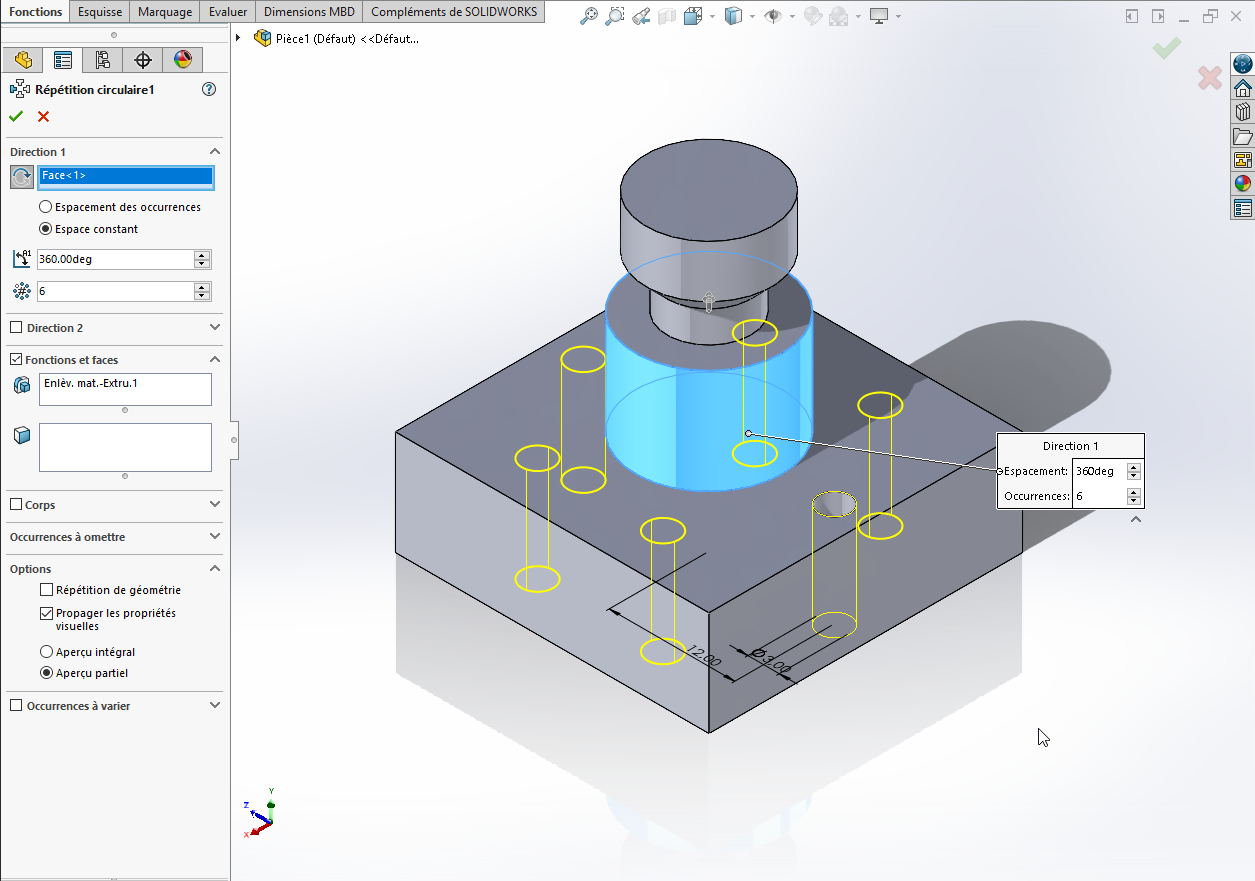 Fonctions Esquisse Marquage Evaluer Dimensions MBD Compléments de SOLIDWORKS
Pièce1 (Défaut) <<Défaut...
Répétition circulaire1
?
Direction 1
Face<1>
Espacement des occurrences
Espace constant
A1
360.00deg
6
Direction 2
Fonctions et faces
Enlèv. mat.-Extru.1
Corps
Occurrences à omettre
Options
Répétition de géométrie
Propager les propriétés
visuelles
Aperçu intégral
Aperçu partiel
Occurrences à varier
Direction 1
Espacement: 360deg
Occurrences: 6
12,00
Ø3,00
Y
Z
X